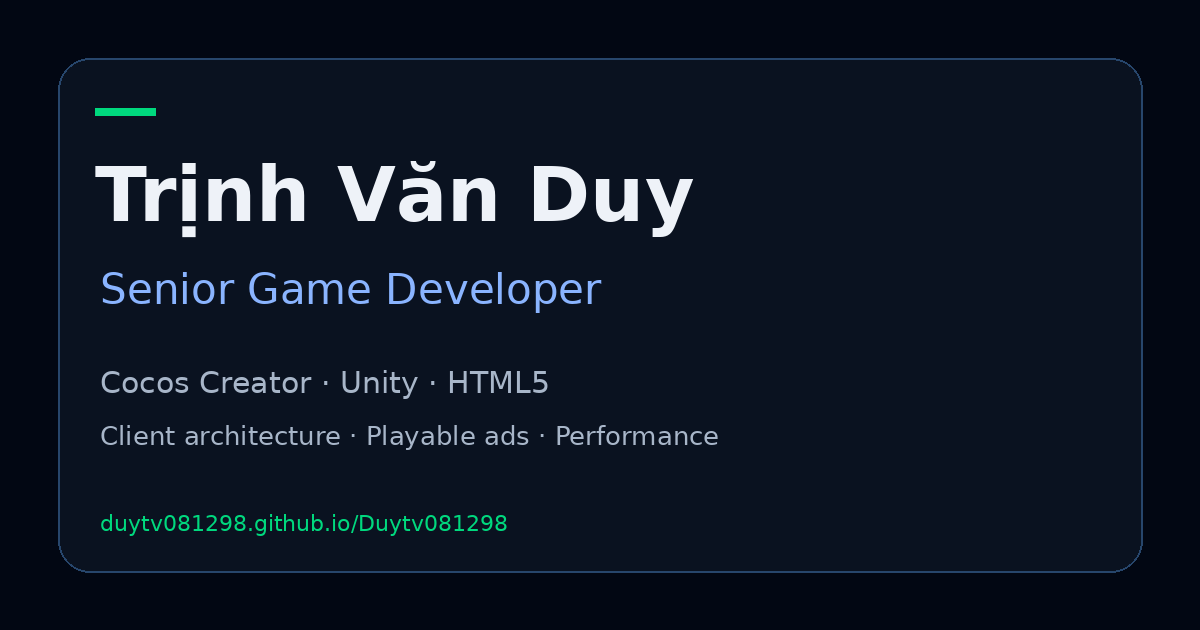 Trịnh Văn Duy
Senior Game Developer
Cocos Creator · Unity · HTML5
Client architecture · Playable ads · Performance
duytv081298.github.io/Duytv081298